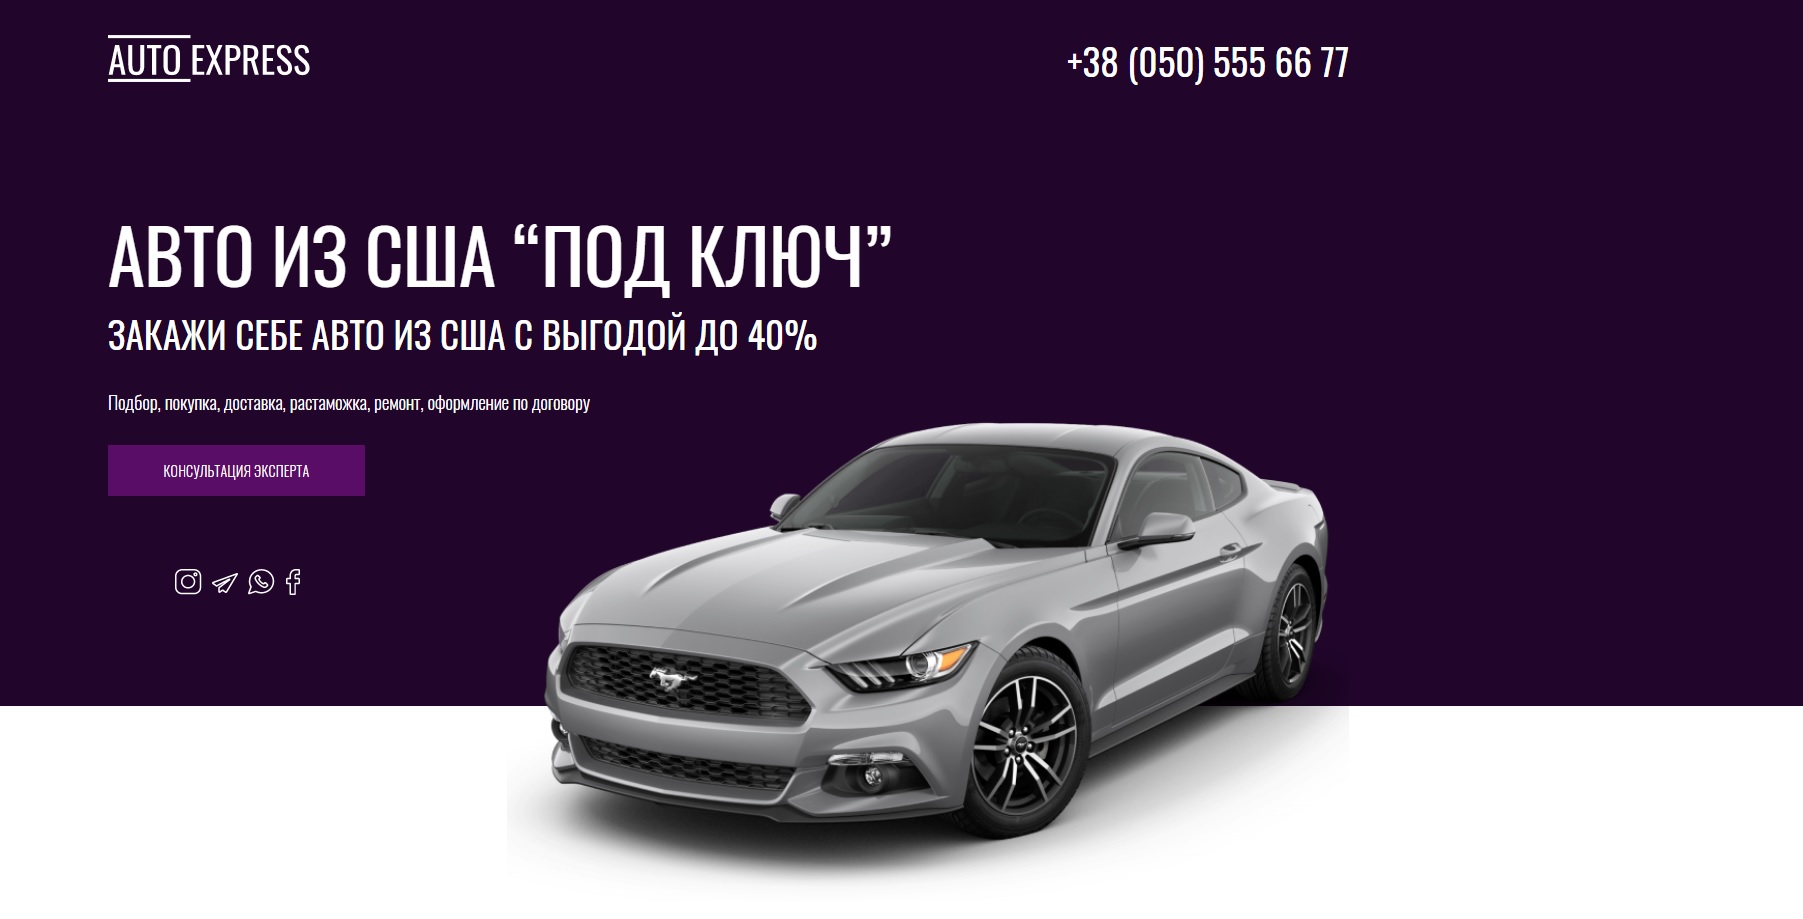 AUTO EXPRESS
+38 (050) 555 66 77
АВТО ИЗ США “ПОД КЛЮЧ”
ЗАКАЖИ СЕБЕ АВТО ИЗ США С ВЫГОДОЙ ДО 40%
Подбор, покупка, доставка, растаможка, ремонт, оформление по договору
КОНСУЛЬТАЦИЯ ЭКСПЕРТА